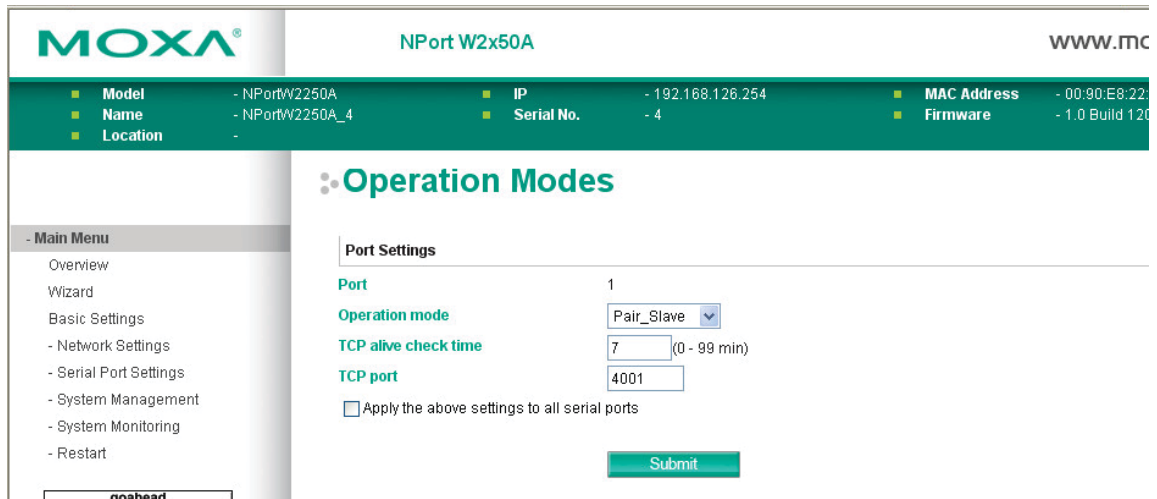 MOXA®
NPort W2x50A
www.mo
Model - NPortW2250A
IP - 192.168.126.254
MAC Address - 00:90:E8:22:
Name - NPortW2250A_4
Serial No. - 4
Firmware - 1.0 Build 120
Location -
Operation Modes
- Main Menu
Overview
Wizard
Basic Settings
- Network Settings
- Serial Port Settings
- System Management
- System Monitoring
- Restart
goahead
Port Settings
Port 1
Operation mode Pair_Slave
TCP alive check time 7 (0 - 99 min)
TCP port 4001
Apply the above settings to all serial ports
Submit